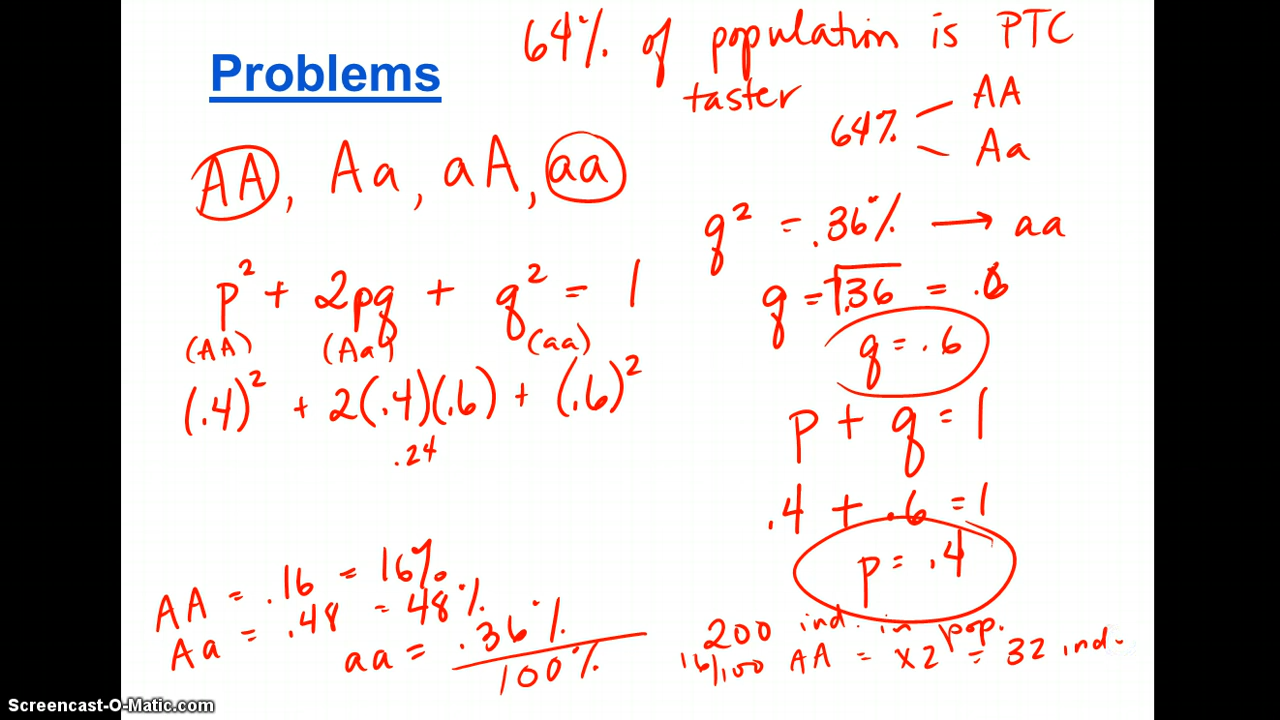 64% of population is PTC
Problems
taster
64%
AA
Aa
AA, Aa, aA, aa
q² = .36% → aa
p² + 2pq + q² = 1
q = √.36 = .6
(AA) (Aa) (aa)
q = .6
(.4)² + 2(.4)(.6) + (.6)²
.24
p + q = 1
.4 + .6 = 1
p = .4
AA = .16 = 16%
Aa = .48 = 48%
aa = .36%
100%
200 ind. in pop.
16/100 AA = x2 = 32 ind.
Screencast-O-Matic.com